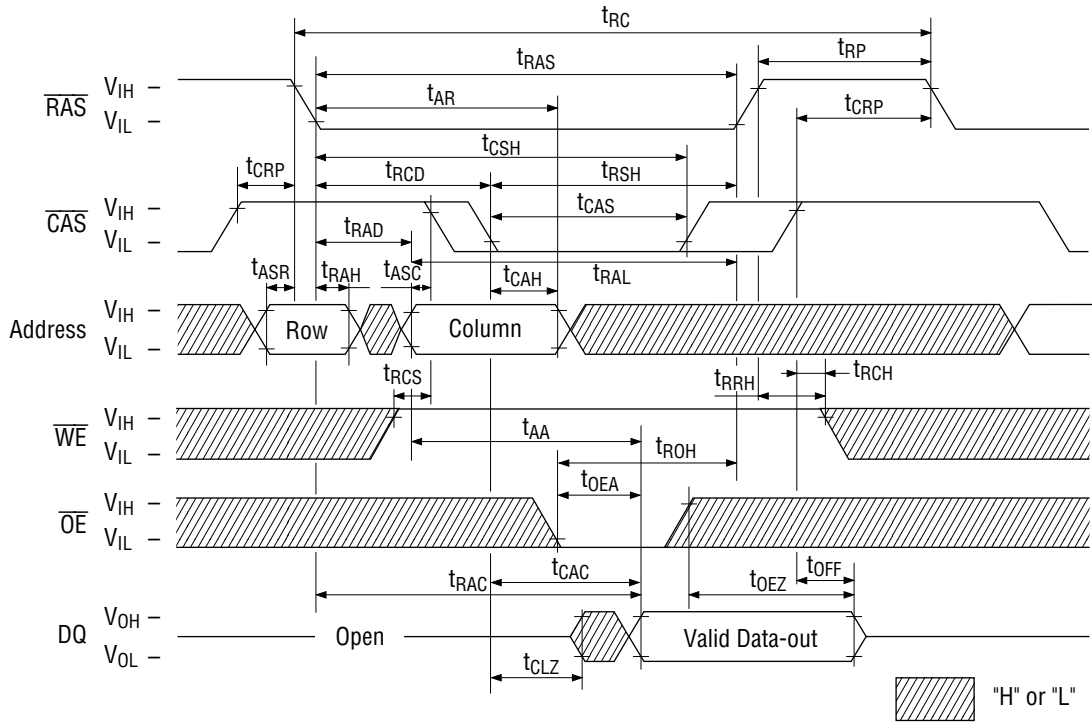 tRC
tRAS
tRP
RAS
VIH
VIL
tAR
tCRP
tCSH
tCRP
tRCD
tRSH
CAS
VIH
VIL
tCAS
tRAD
tRAL
tASR
tRAH
tASC
tCAH
Address
VIH
VIL
Row
Column
tRCS
tRRH
tRCH
WE
VIH
VIL
tAA
tROH
tOEA
OE
VIH
VIL
tCAC
tRAC
tOEZ
tOFF
DQ
VOH
VOL
Open
Valid Data-out
tCLZ
"H" or "L"